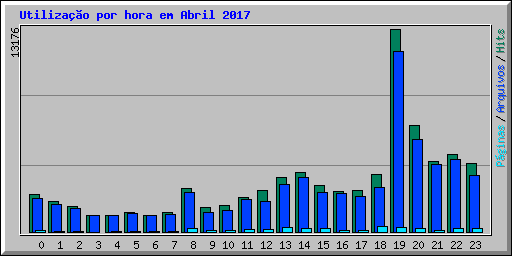 Utilização por hora em Abril 2017
13176
Páginas / Arquivos / Hits
0 1 2 3 4 5 6 7 8 9 10 11 12 13 14 15 16 17 18 19 20 21 22 23